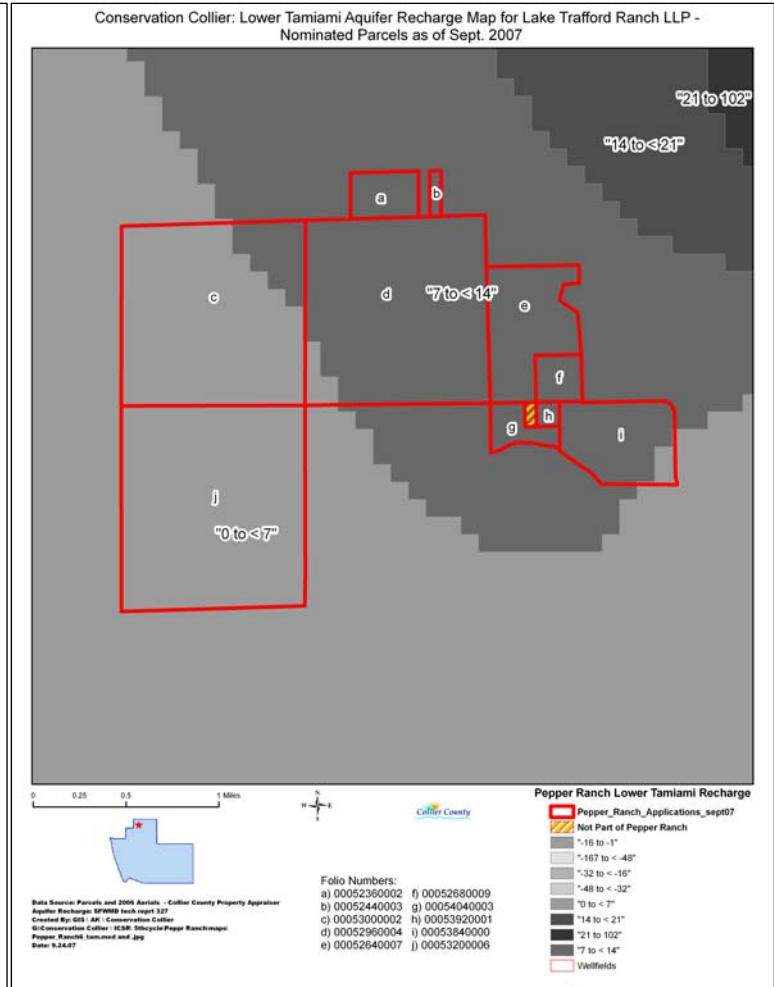 Conservation Collier: Lower Tamiami Aquifer Recharge Map for Lake Trafford Ranch LLP -
Nominated Parcels as of Sept. 2007
"21 to 102"
"14 to < 21"
a
b
c
d
"7 to < 14"
e
f
g
h
i
j
"0 to < 7"
0 0.25 0.5 1 Miles
N
W E
S
Collier County
Pepper Ranch Lower Tamiami Recharge
Pepper_Ranch_Applications_sept07
Not Part of Pepper Ranch
"-16 to -1"
"-167 to < -48"
"-32 to < -16"
"-48 to < -32"
"0 to < 7"
"14 to < 21"
"21 to 102"
"7 to < 14"
Wellfields
Folio Numbers:
a) 00052360002 f) 00052680009
b) 00052440003 g) 00054040003
c) 00053000002 h) 00053920001
d) 00052960004 i) 00053840000
e) 00052640007 j) 00053200006
Data Source: Parcels and 2006 Aerials - Collier County Property Appraiser
Aquifer Recharge: SFWMD tech reprt 327
Created By: GIS \ AK \ Conservation Collier
Date: 9.24.07